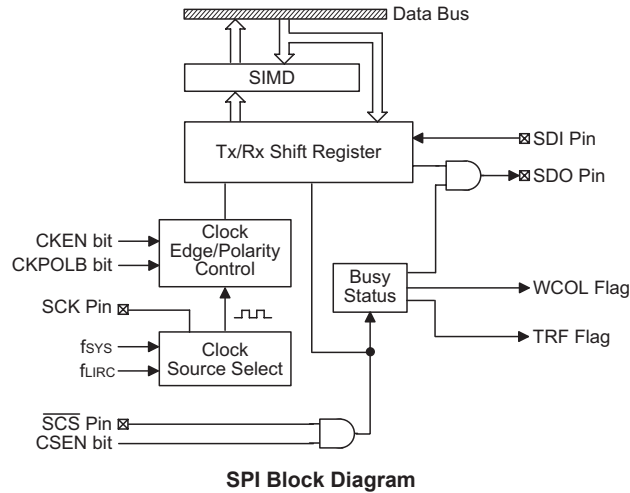 Data Bus
SIMD
Tx/Rx Shift Register
SDI Pin
SDO Pin
CKEN bit
CKPOLB bit
Clock
Edge/Polarity
Control
Busy
Status
WCOL Flag
TRF Flag
SCK Pin
fSYS
fLIRC
Clock
Source Select
SCS Pin
CSEN bit
SPI Block Diagram